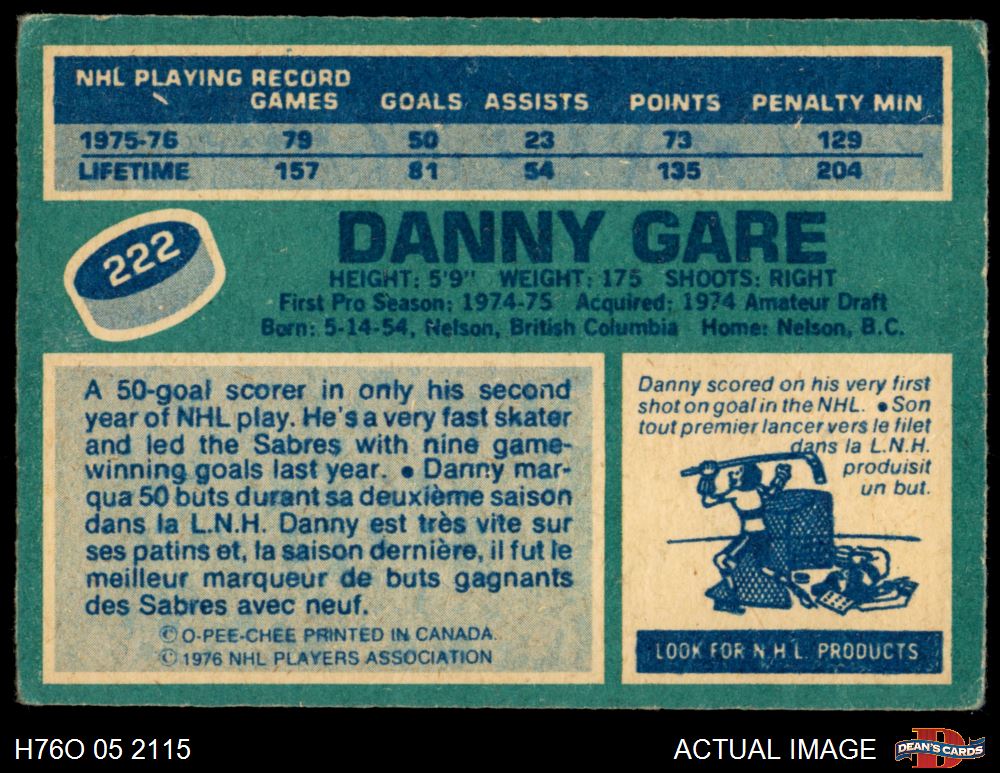 NHL PLAYING RECORD
GAMES GOALS ASSISTS POINTS PENALTY MIN
1975-76 79 50 23 73 129
LIFETIME 157 81 54 135 204
222
DANNY GARE
HEIGHT: 5'9" WEIGHT: 175 SHOOTS: RIGHT
First Pro Season: 1974-75 Acquired: 1974 Amateur Draft
Born: 5-14-54, Nelson, British Columbia Home: Nelson, B.C.
A 50-goal scorer in only his second
year of NHL play. He's a very fast skater
and led the Sabres with nine game-
winning goals last year. • Danny mar-
qua 50 buts durant sa deuxième saison
dans la L.N.H. Danny est très vite sur
ses patins et, la saison dernière, il fut le
meilleur marqueur de buts gagnants
des Sabres avec neuf.
© O-PEE-CHEE PRINTED IN CANADA.
© 1976 NHL PLAYERS ASSOCIATION
Danny scored on his very first
shot on goal in the NHL. • Son
tout premier lancer vers le filet
dans la L.N.H.
produisit
un but.
LOOK FOR N H L PRODUCTS
H76O 05 2115
ACTUAL IMAGE
D
DEAN'S CARDS